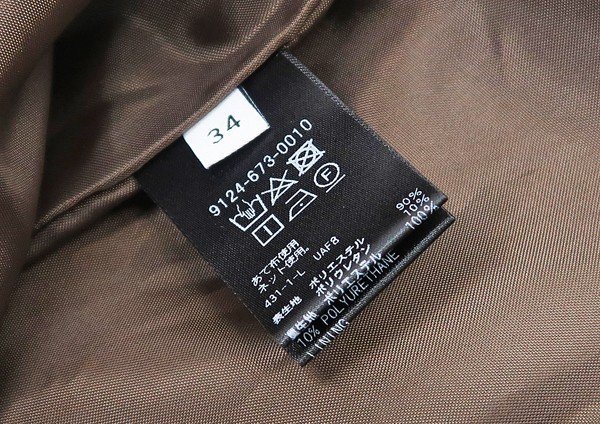 34
9124-673-0010
F
あて布使用
ネット使用。
431-1-L UAFB
表生地 ポリエステル 90%
ポリウレタン 10%
裏生地 ポリエステル 100%
10% POLYURETHANE
LINING